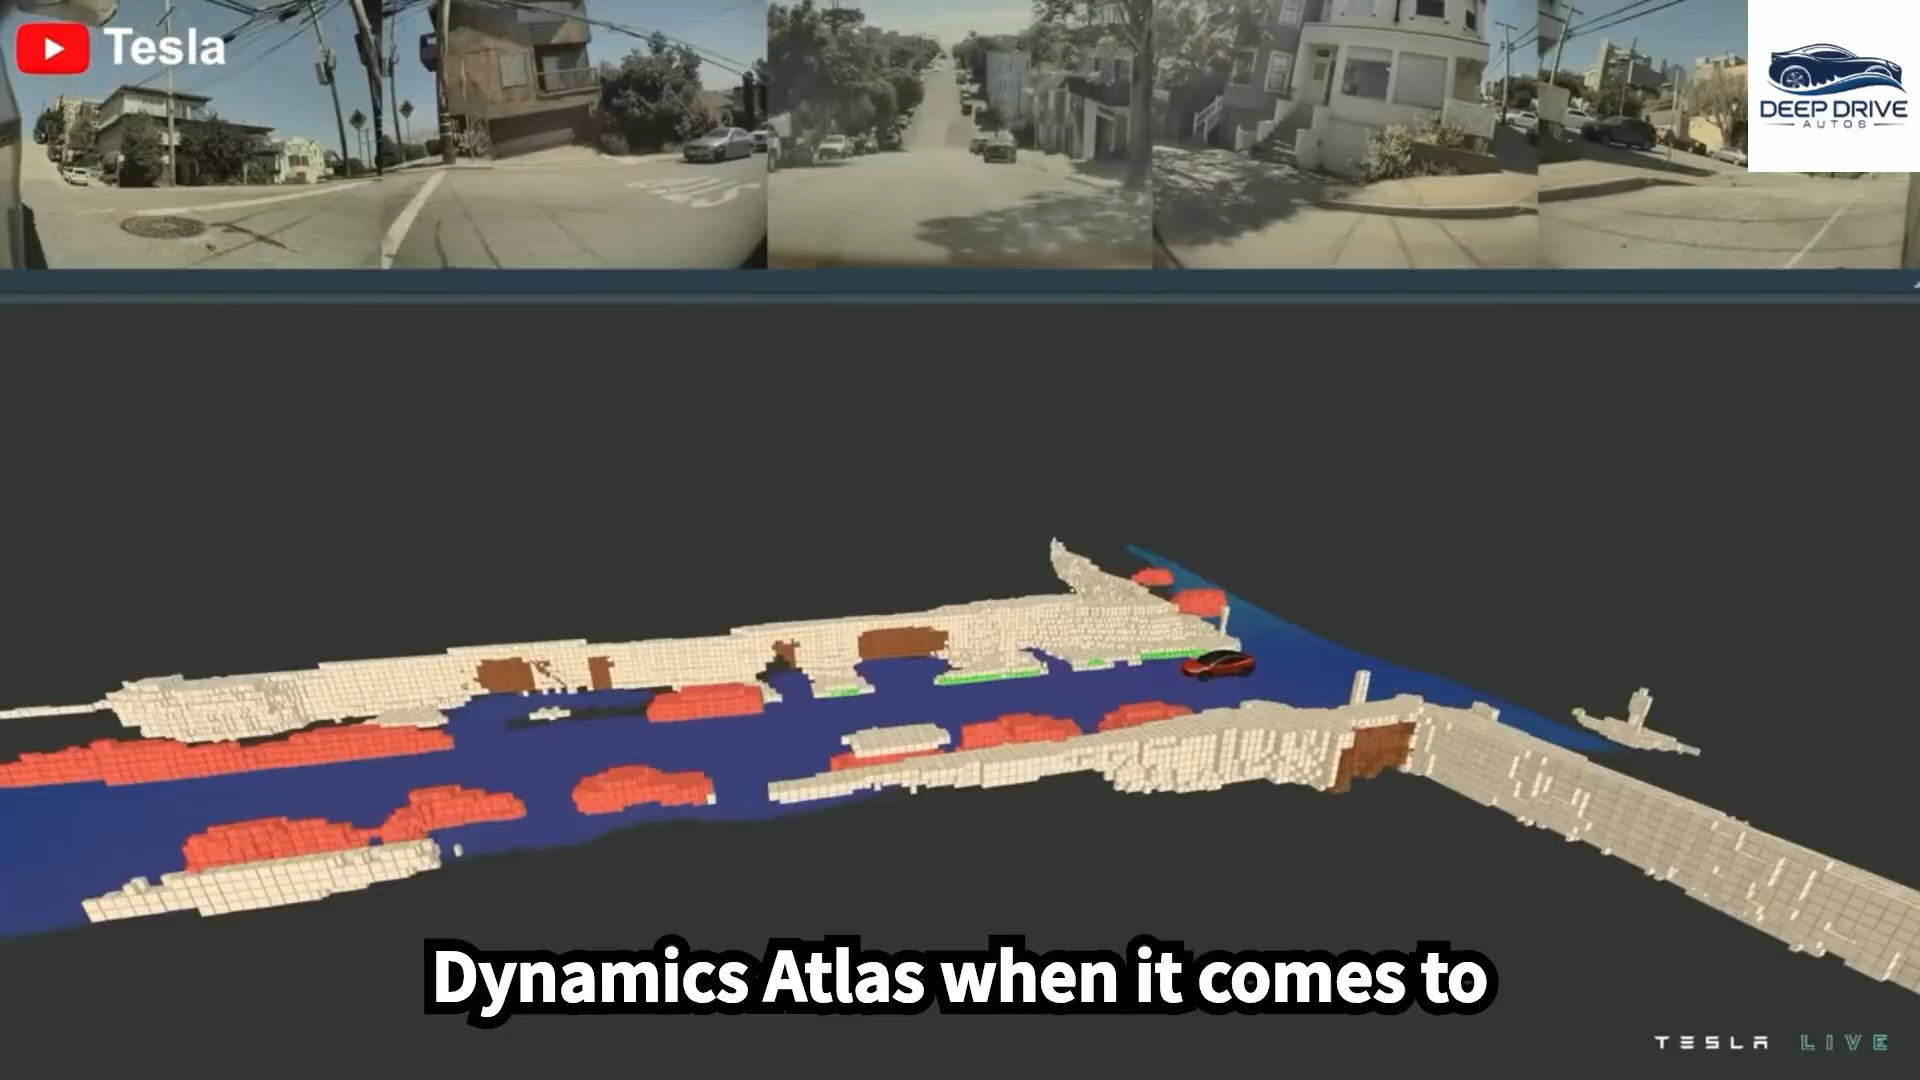 Tesla
DEEP DRIVE
AUTOS
Dynamics Atlas when it comes to
TESLA LIVE